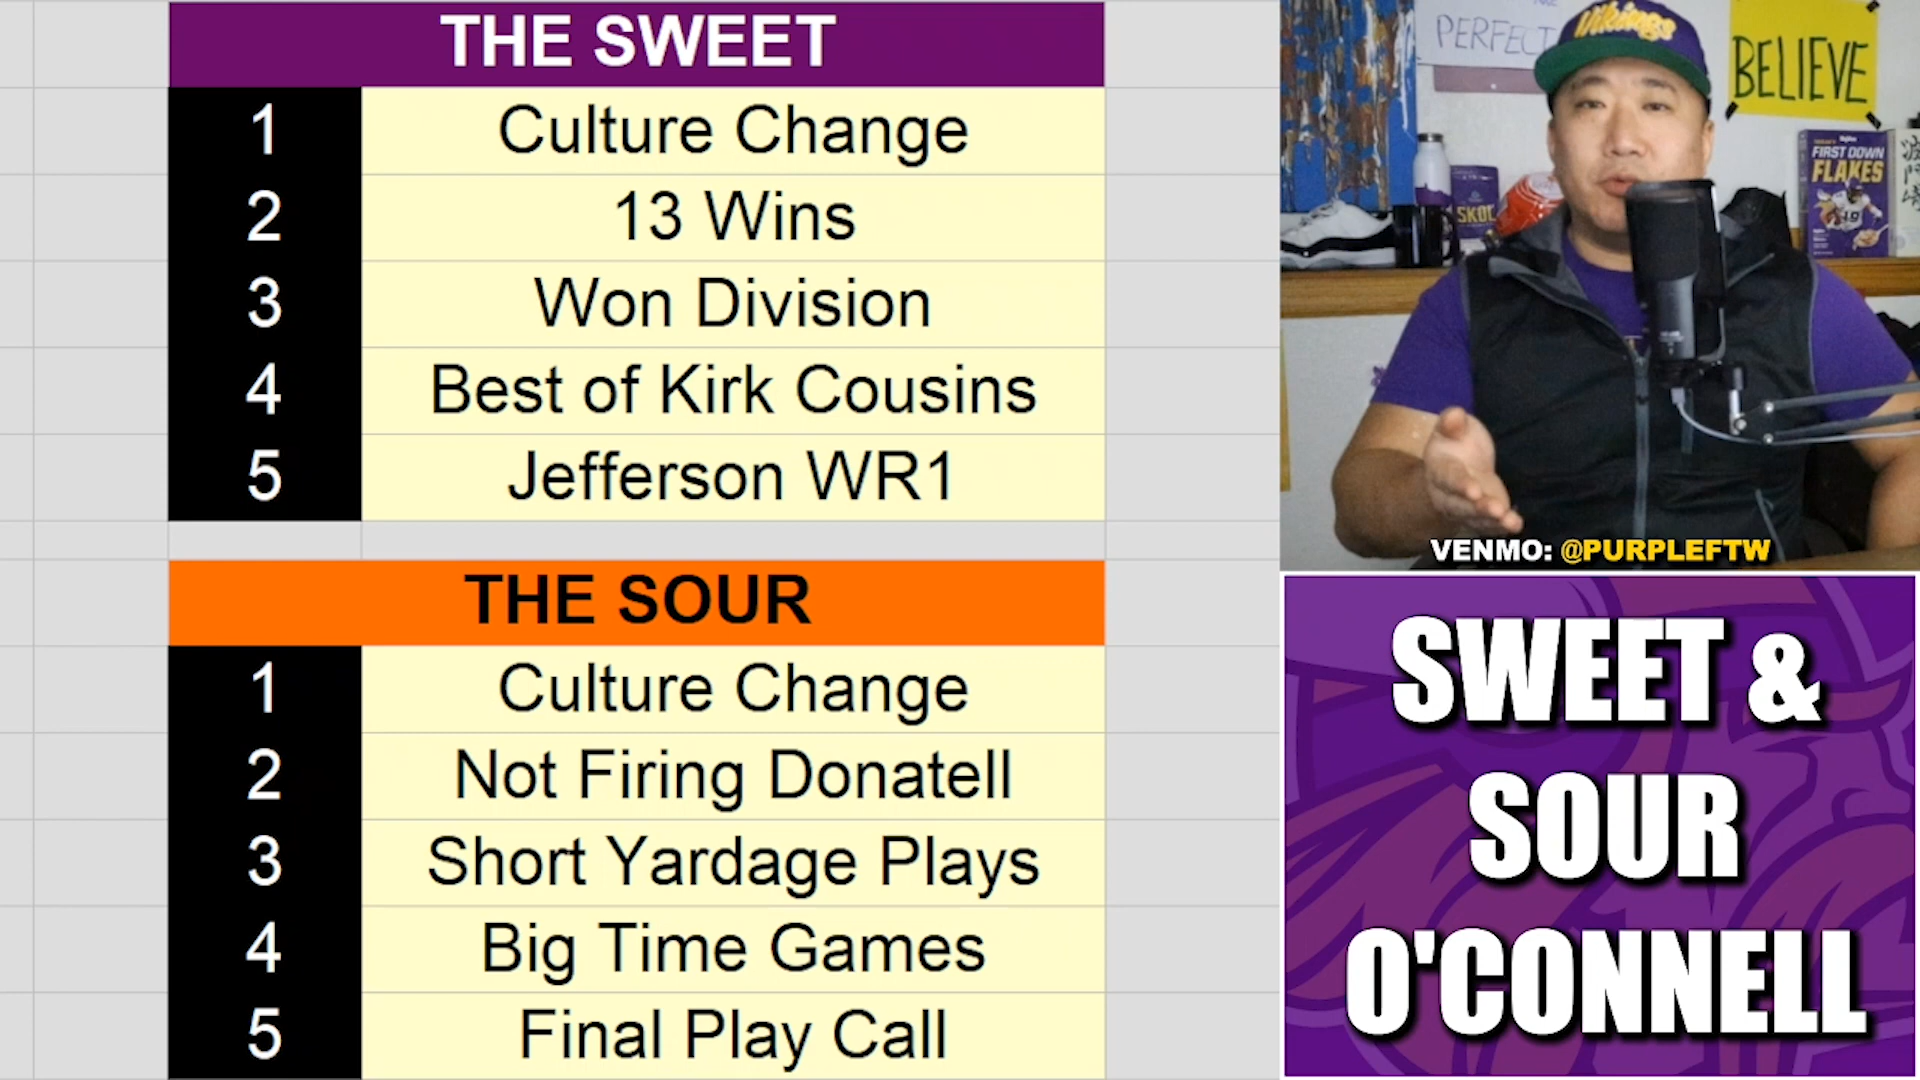 THE SWEET
1 Culture Change
2 13 Wins
3 Won Division
4 Best of Kirk Cousins
5 Jefferson WR1
THE SOUR
1 Culture Change
2 Not Firing Donatell
3 Short Yardage Plays
4 Big Time Games
5 Final Play Call
PERFECT
Vikings
BELIEVE
SKOL
FIRST DOWN
FLAKES
19
VENMO: @PURPLEFTW
SWEET &
SOUR
O'CONNELL